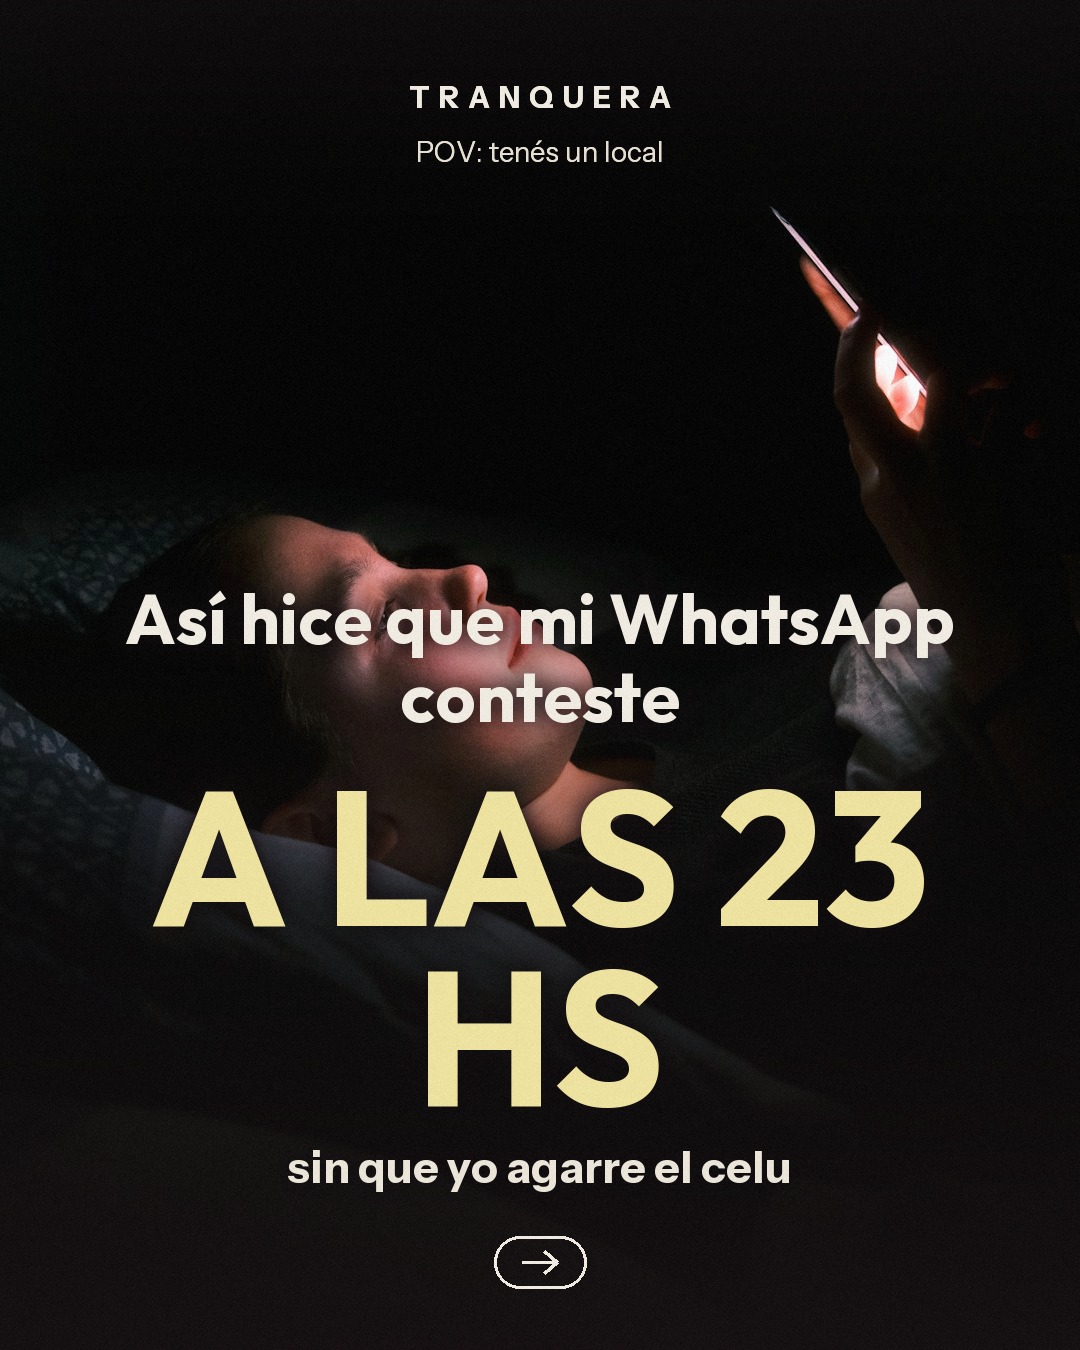 TRANQUERA
POV: tenés un local
Así hice que mi WhatsApp
conteste
A LAS 23
HS
sin que yo agarre el celu